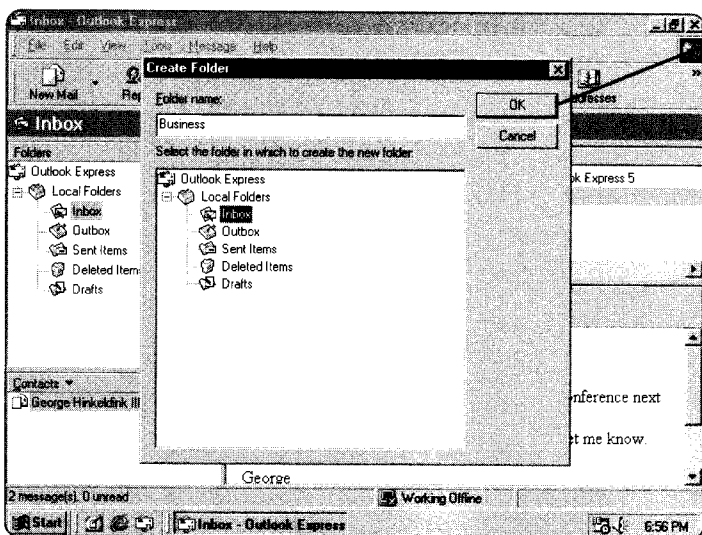 Inbox - Outlook Express
File Edit View Tools Message Help
Create Folder
New Mail
Folder name:
OK
Business
Cancel
Inbox
Select the folder in which to create the new folder:
Folders
Outlook Express
Local Folders
Inbox
Outbox
Sent Items
Deleted Item
Drafts
Outlook Express
Local Folders
Inbox
Outbox
Sent Items
Deleted Items
Drafts
Express 5
Contacts
George Hinkeldink III
next
et me know.
George
2 message(s), 0 unread
Working Offline
Start
Inbox - Outlook Express
6:56 PM